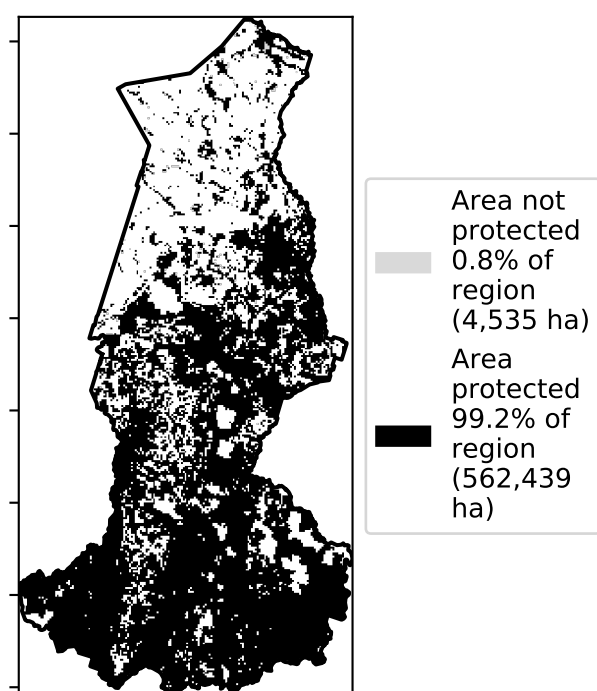 Area not
protected
0.8% of
region
(4,535 ha)
Area
protected
99.2% of
region
(562,439
ha)